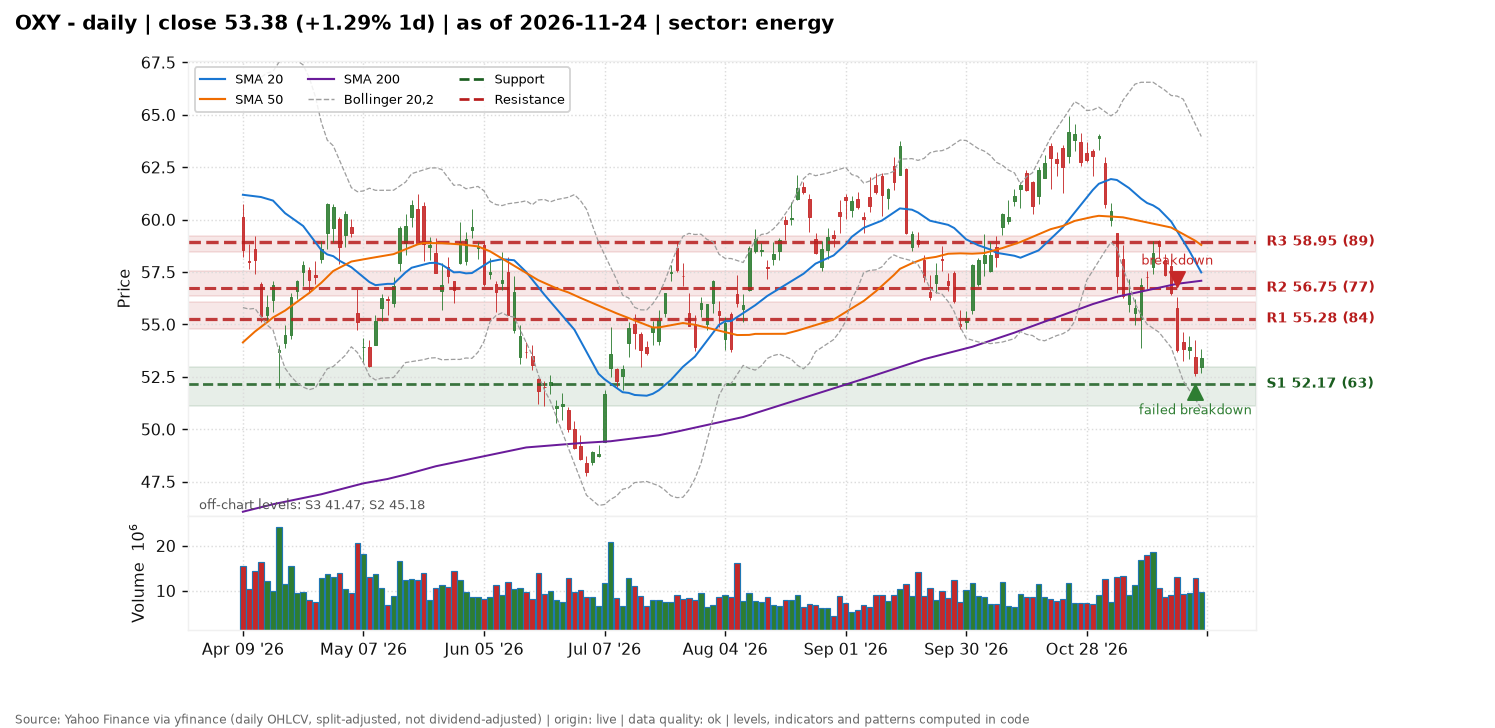 OXY - daily | close 53.38 (+1.29% 1d) | as of 2026-11-24 | sector: energy
SMA 20
SMA 50
SMA 200
Bollinger 20,2
Support
Resistance
Price
67.5
65.0
62.5
60.0
57.5
55.0
52.5
50.0
47.5
R3 58.95 (89)
breakdown
R2 56.75 (77)
R1 55.28 (84)
S1 52.17 (63)
failed breakdown
off-chart levels: S3 41.47, S2 45.18
Volume 10⁶
20
10
Apr 09 '26
May 07 '26
Jun 05 '26
Jul 07 '26
Aug 04 '26
Sep 01 '26
Sep 30 '26
Oct 28 '26
Source: Yahoo Finance via yfinance (daily OHLCV, split-adjusted, not dividend-adjusted) | origin: live | data quality: ok | levels, indicators and patterns computed in code